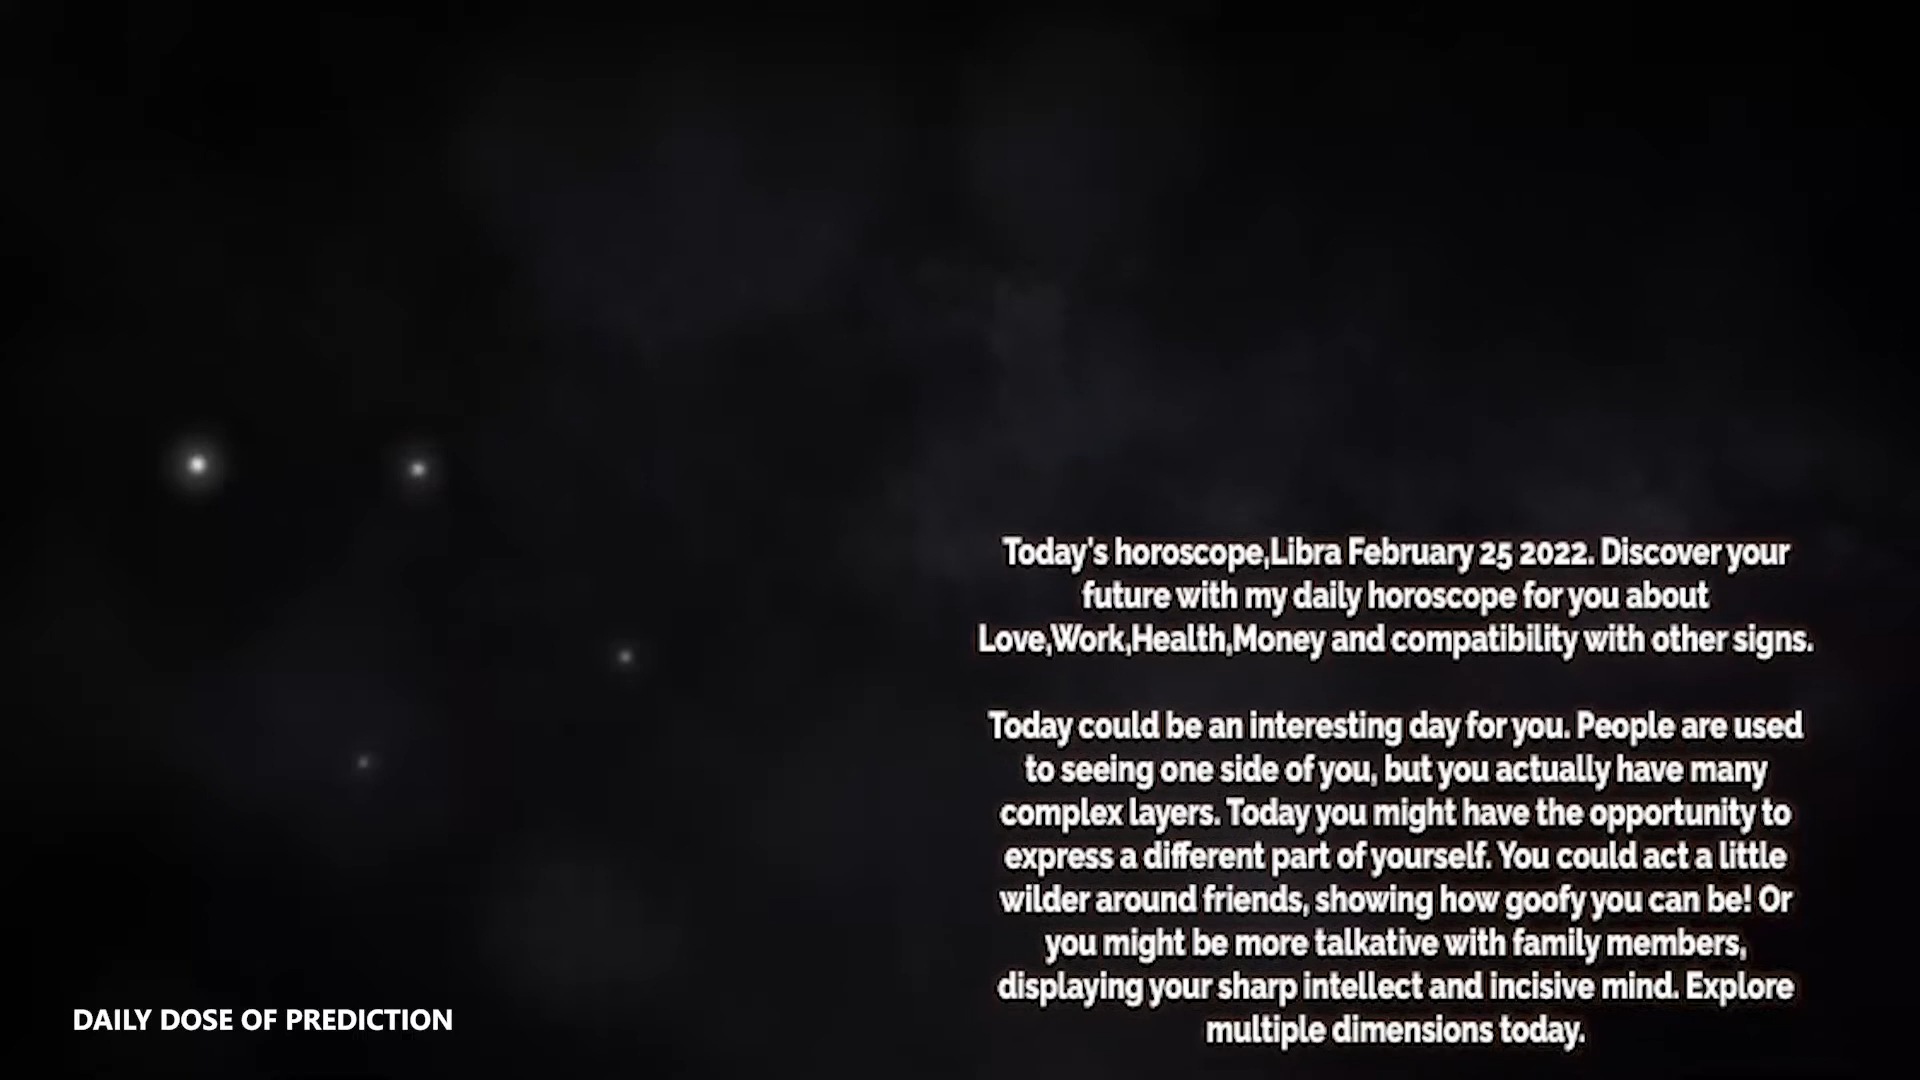 Today's horoscope,Libra February 25 2022. Discover your
future with my daily horoscope for you about
Love,Work,Health,Money and compatibility with other signs.
Today could be an interesting day for you. People are used
to seeing one side of you, but you actually have many
complex layers. Today you might have the opportunity to
express a different part of yourself. You could act a little
wilder around friends, showing how goofy you can be! Or
you might be more talkative with family members,
displaying your sharp intellect and incisive mind. Explore
multiple dimensions today.
DAILY DOSE OF PREDICTION